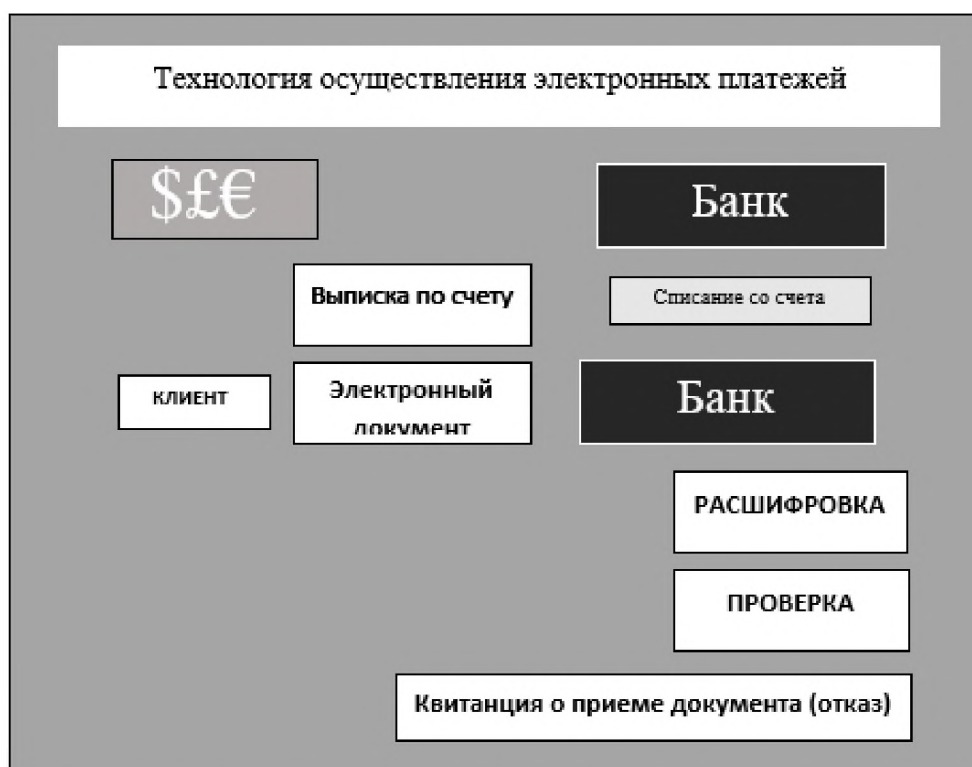 Технология осуществления электронных платежей
$£€
Банк
Выписка по счету
Списание со счета
КЛИЕНТ
Электронный
документ
Банк
РАСШИФРОВКА
ПРОВЕРКА
Квитанция о приеме документа (отказ)